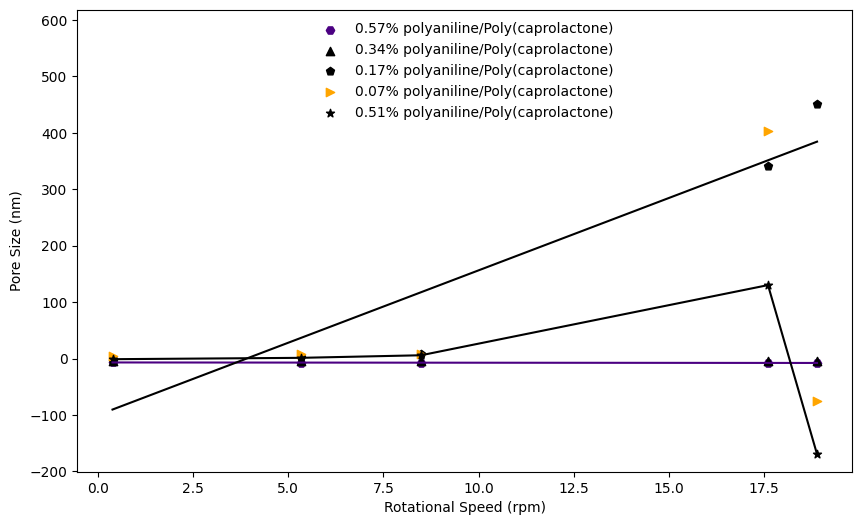 0.57% polyaniline/Poly(caprolactone)
0.34% polyaniline/Poly(caprolactone)
0.17% polyaniline/Poly(caprolactone)
0.07% polyaniline/Poly(caprolactone)
0.51% polyaniline/Poly(caprolactone)
Pore Size (nm)
600
500
400
300
200
100
0
−100
−200
0.0 2.5 5.0 7.5 10.0 12.5 15.0 17.5
Rotational Speed (rpm)